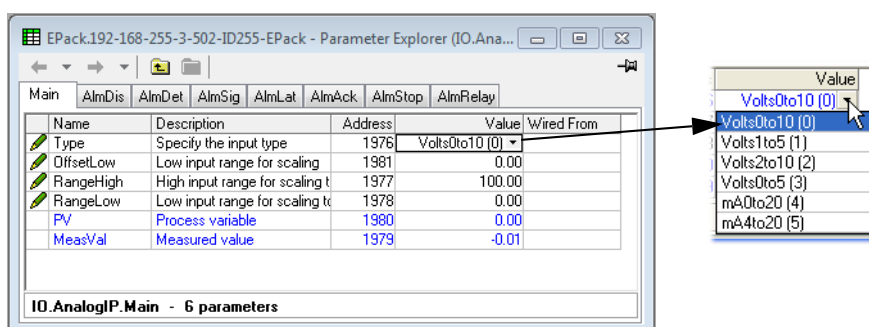 EPack.192-168-255-3-502-ID255-EPack - Parameter Explorer (IO.Ana...
Main AlmDis AlmDet AlmSig AlmLat AlmAck AlmStop AlmRelay
Name Description Address Value Wired From
Type Specify the input type 1976 Volts0to10 (0)
OffsetLow Low input range for scaling 1981 0.00
RangeHigh High input range for scaling t 1977 100.00
RangeLow Low input range for scaling to 1978 0.00
PV Process variable 1980 0.00
MeasVal Measured value 1979 -0.01
IO.AnalogIP.Main - 6 parameters
Value
Volts0to10 (0)
Volts0to10 (0)
Volts1to5 (1)
Volts2to10 (2)
Volts0to5 (3)
mA0to20 (4)
mA4to20 (5)